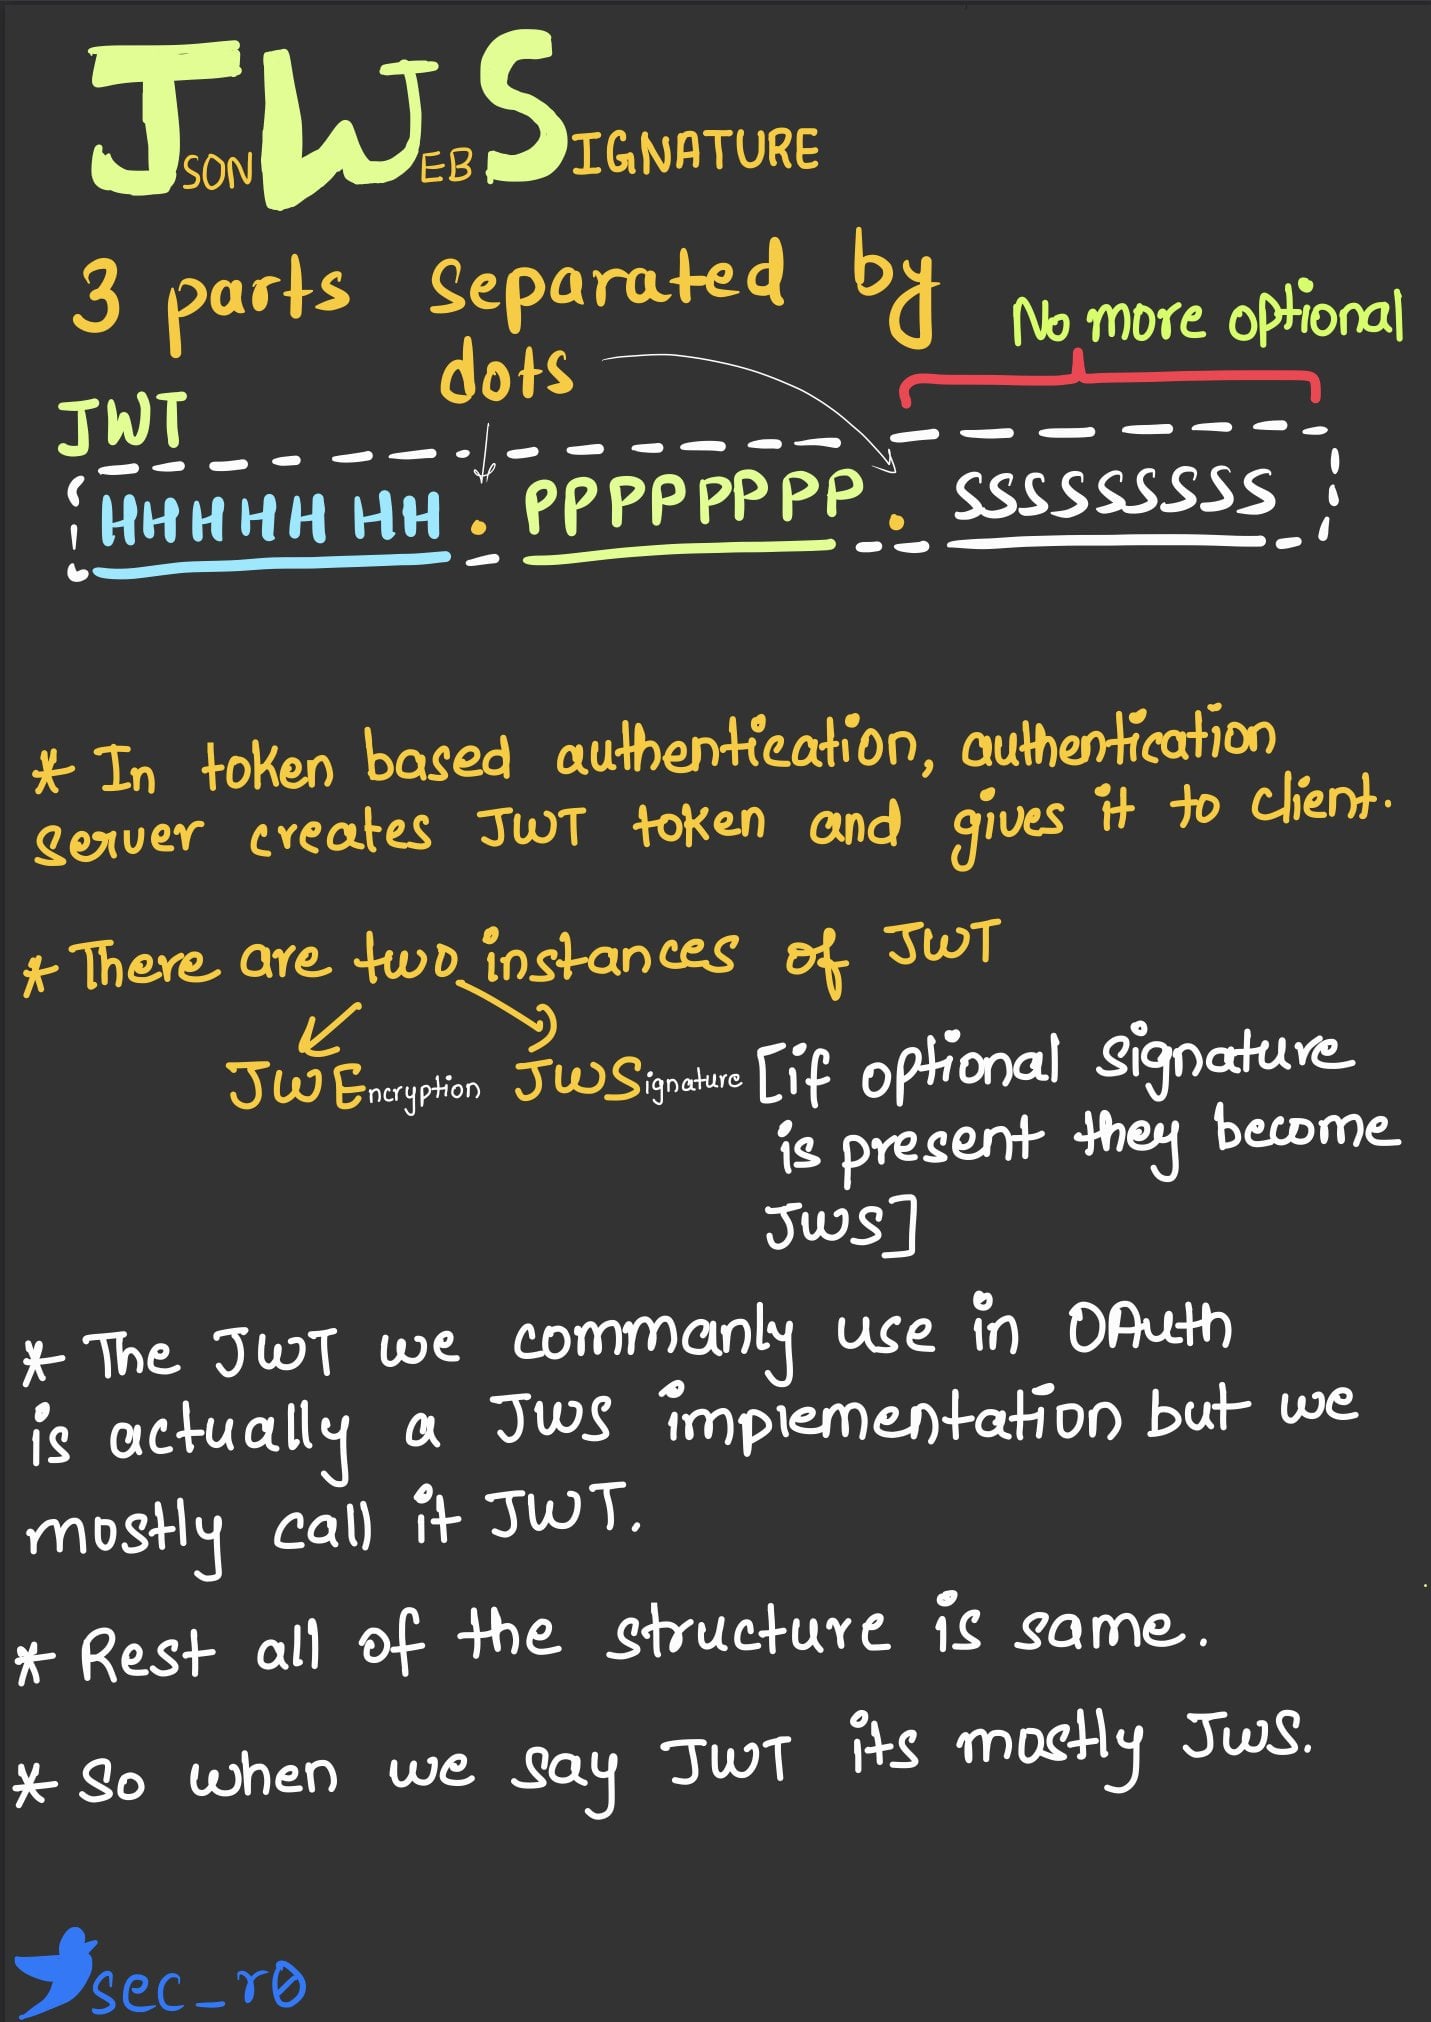 JSON WEB SIGNATURE
3 parts separated by
dots
No more optional
JWT
HHHHHHH . PPPPPPPP . SSSSSSSSS
* In token based authentication, authentication
server creates JWT token and gives it to client.
* There are two instances of JWT
JWEncryption JWSignature [if optional signature
is present they become
JWS]
* The JWT we commanly use in OAuth
is actually a JWS implementation but we
mostly call it JWT.
* Rest all of the structure is same.
* So when we say JWT its mostly JWS.
sec_r0